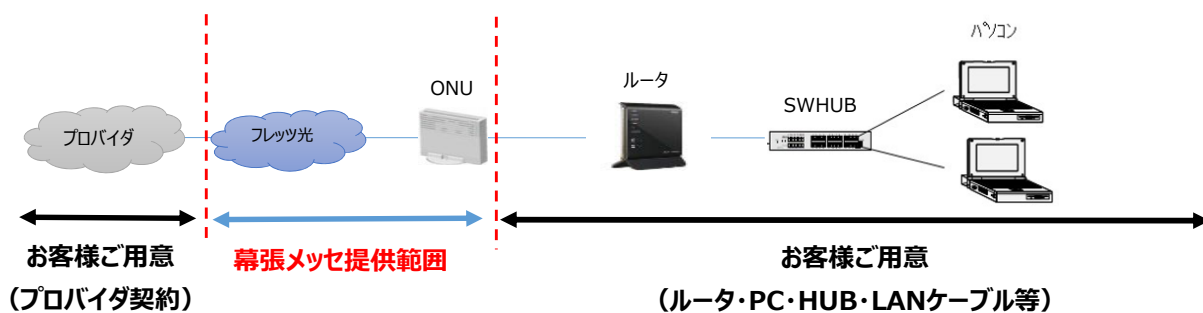 パソコン
ONU
ルータ
SWHUB
プロバイダ
フレッツ光
お客様ご用意
(プロバイダ契約)
幕張メッセ提供範囲
お客様ご用意
(ルータ・PC・HUB・LANケーブル等)